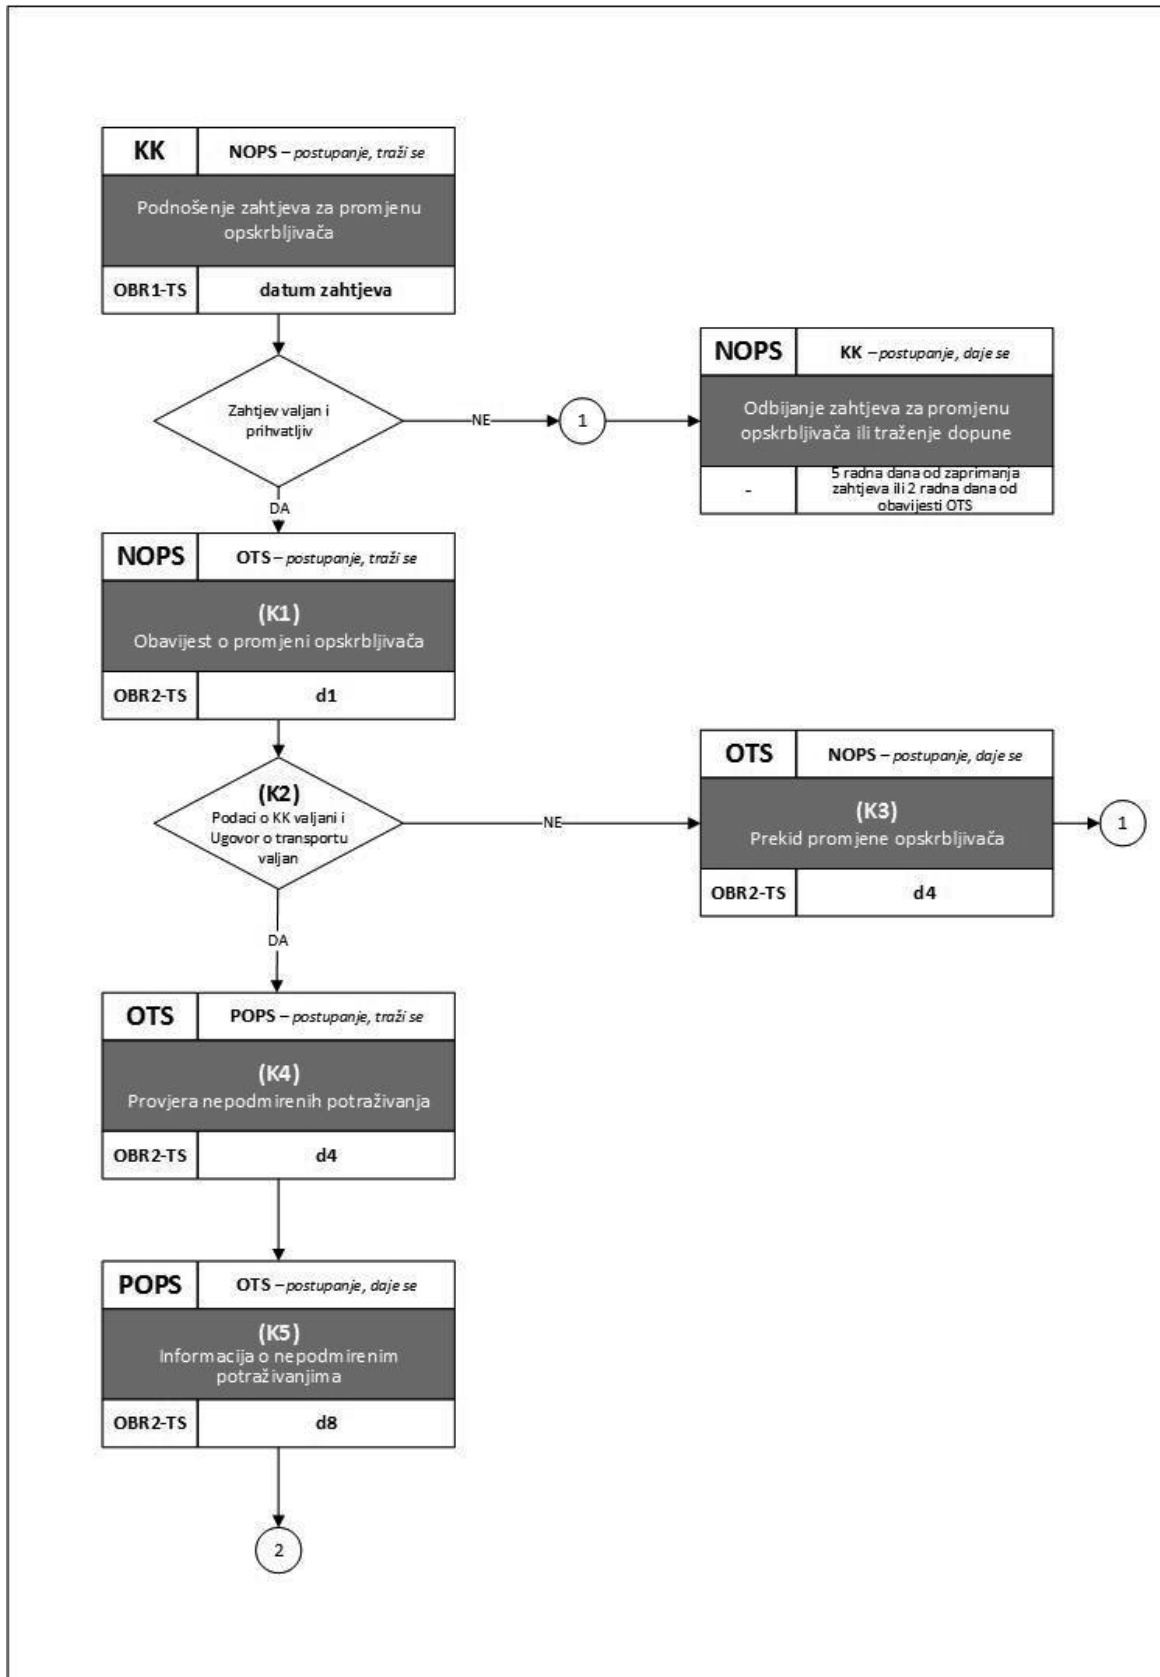 KK
NOPS – postupanje, traži se
Podnošenje zahtjeva za promjenu
opskrbljivača
OBR1-TS
datum zahtjeva
Zahtjev valjan i
prihvatljiv
NE
1
NOPS
KK – postupanje, daje se
Odbijanje zahtjeva za promjenu
opskrbljivača ili traženje dopune
-
5 radna dana od zaprimanja
zahtjeva ili 2 radna dana od
obavijesti OTS
DA
NOPS
OTS – postupanje, traži se
(K1)
Obavijest o promjeni opskrbljivača
OBR2-TS
d1
(K2)
Podaci o KK valjani i
Ugovor o transportu
valjan
NE
OTS
NOPS – postupanje, daje se
(K3)
Prekid promjene opskrbljivača
OBR2-TS
d4
1
DA
OTS
POPS – postupanje, traži se
(K4)
Provjera nepodmirenih potraživanja
OBR2-TS
d4
POPS
OTS – postupanje, daje se
(K5)
Informacija o nepodmirenim
potraživanjima
OBR2-TS
d8
2